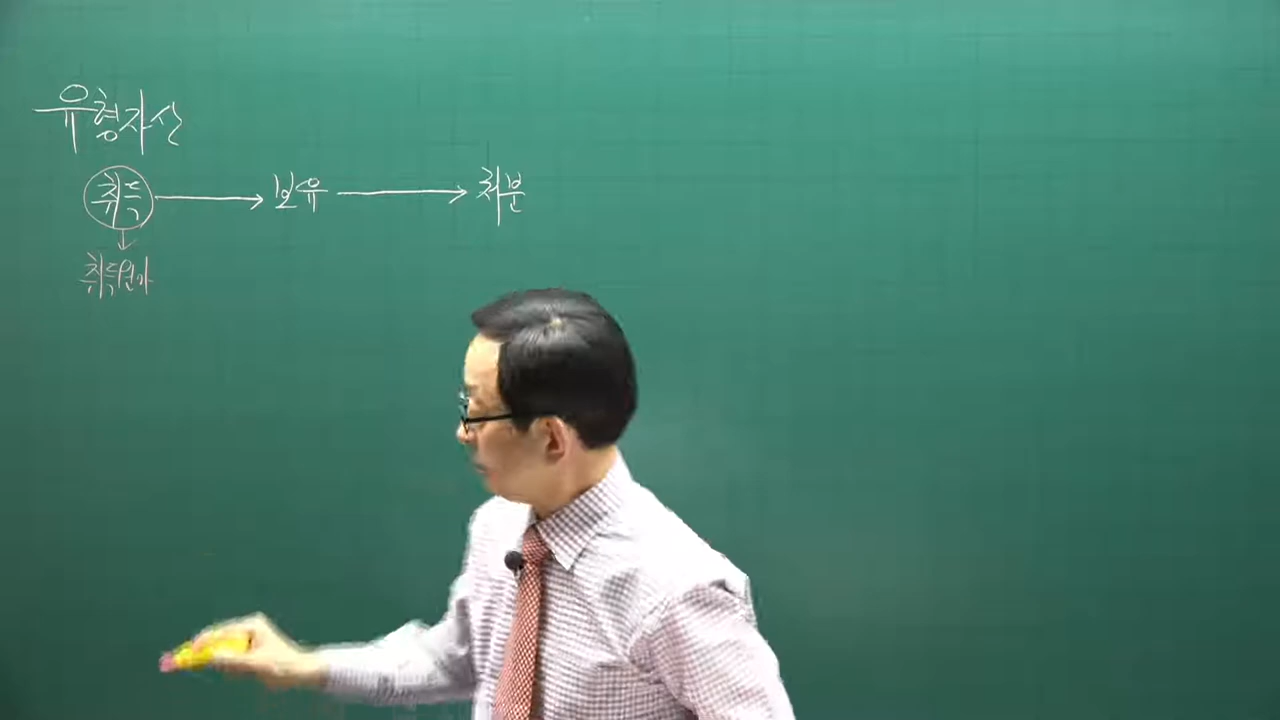 유형자산
취득 → 보유 → 처분
↓
취득원가